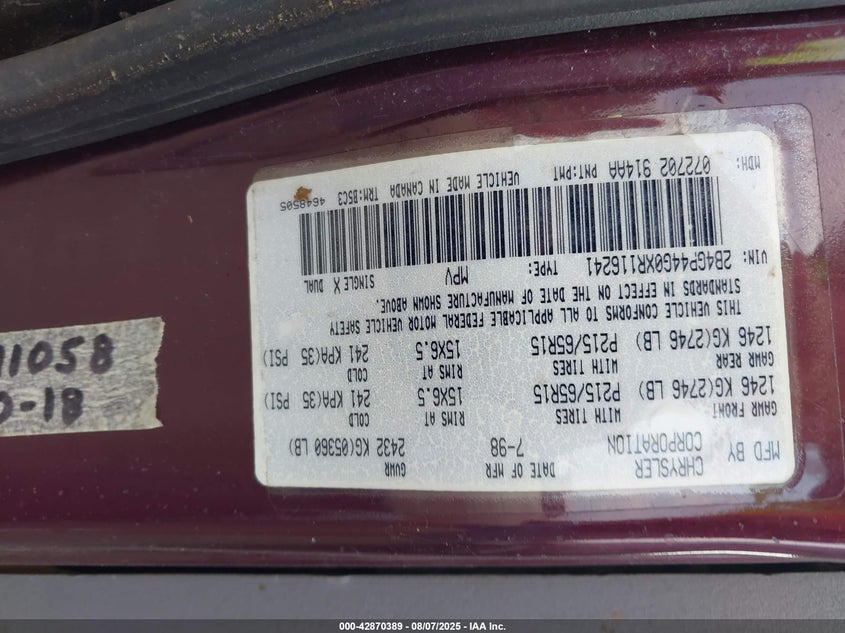 MFD BY CHRYSLER CORPORATION DATE OF MFR 7-98 GVWR 2432 KG(05360 LB)
GAWR FRONT WITH TIRES RIMS AT COLD
1246 KG(2746 LB) P215/65R15 15X6.5 241 KPA(35 PSI)
GAWR REAR WITH TIRES RIMS AT COLD
1246 KG(2746 LB) P215/65R15 15X6.5 241 KPA(35 PSI)
THIS VEHICLE CONFORMS TO ALL APPLICABLE FEDERAL MOTOR VEHICLE SAFETY
STANDARDS IN EFFECT ON THE DATE OF MANUFACTURE SHOWN ABOVE.
VIN: 2B4GP44G0XR116241 TYPE: MPV SINGLE X DUAL
MDH: 072702 914AA PNT:PMT VEHICLE MADE IN CANADA TRM:B5C3 4648505
11058
0-18
000-42870389 - 08/07/2025 - IAA Inc.